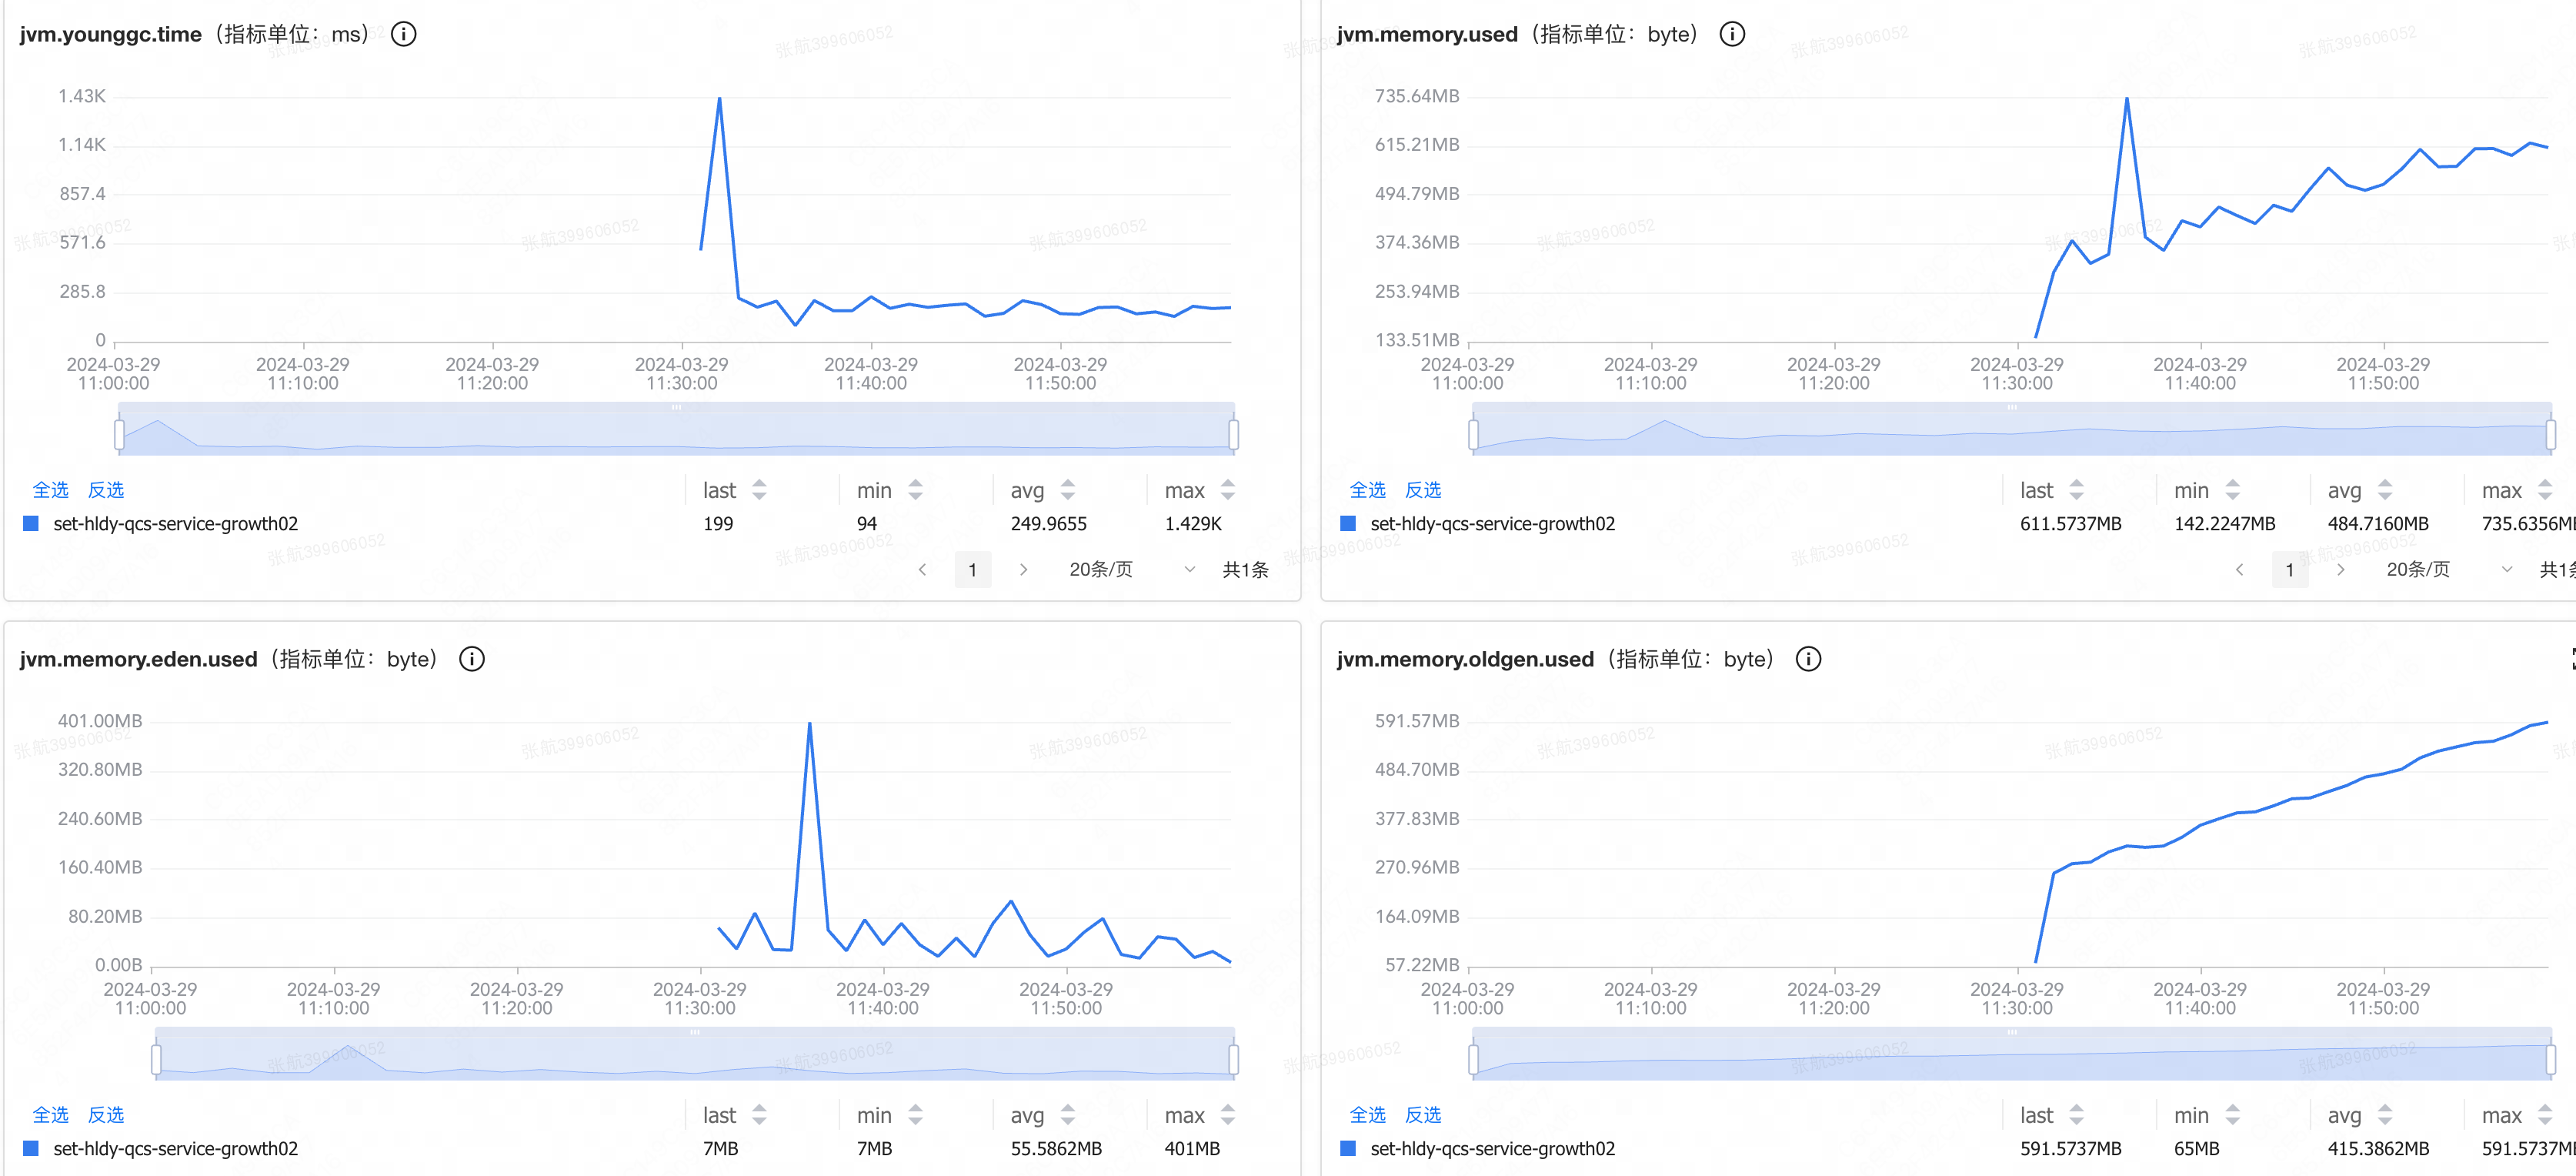 jvm.younggc.time（指标单位：ms）
1.43K
1.14K
857.4
571.6
285.8
0
2024-03-29 2024-03-29 2024-03-29 2024-03-29 2024-03-29 2024-03-29
11:00:00 11:10:00 11:20:00 11:30:00 11:40:00 11:50:00
全选 反选 last min avg max
set-hldy-qcs-service-growth02 199 94 249.9655 1.429K
1 20条/页 共1条
jvm.memory.used（指标单位：byte）
735.64MB
615.21MB
494.79MB
374.36MB
253.94MB
133.51MB
2024-03-29 2024-03-29 2024-03-29 2024-03-29 2024-03-29 2024-03-29
11:00:00 11:10:00 11:20:00 11:30:00 11:40:00 11:50:00
全选 反选 last min avg max
set-hldy-qcs-service-growth02 611.5737MB 142.2247MB 484.7160MB 735.6356M
1 20条/页 共1
jvm.memory.eden.used（指标单位：byte）
401.00MB
320.80MB
240.60MB
160.40MB
80.20MB
0.00B
2024-03-29 2024-03-29 2024-03-29 2024-03-29 2024-03-29 2024-03-29
11:00:00 11:10:00 11:20:00 11:30:00 11:40:00 11:50:00
全选 反选 last min avg max
set-hldy-qcs-service-growth02 7MB 7MB 55.5862MB 401MB
jvm.memory.oldgen.used（指标单位：byte）
591.57MB
484.70MB
377.83MB
270.96MB
164.09MB
57.22MB
2024-03-29 2024-03-29 2024-03-29 2024-03-29 2024-03-29 2024-03-29
11:00:00 11:10:00 11:20:00 11:30:00 11:40:00 11:50:00
全选 反选 last min avg max
set-hldy-qcs-service-growth02 591.5737MB 65MB 415.3862MB 591.5737M
张航399606052